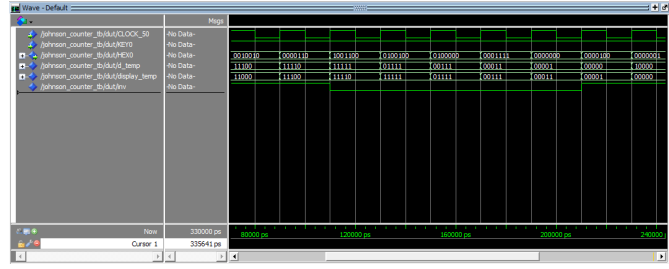 Wave - Default
Msgs
/johnson_counter_tb/dut/CLOCK_50 -No Data-
/johnson_counter_tb/dut/KEY0 -No Data-
/johnson_counter_tb/dut/HEX0 -No Data- 0010010 0000110 1001100 0100100 0100000 0001111 0000000 0000100 0000001
/johnson_counter_tb/dut/d_temp -No Data- 11100 11110 11111 01111 00111 00011 00001 00000 10000
/johnson_counter_tb/dut/display_temp -No Data- 11000 11100 11110 11111 01111 00111 00011 00001 00000
/johnson_counter_tb/dut/inv -No Data-
Now 330000 ps 80000 ps 120000 ps 160000 ps 200000 ps 240000
Cursor 1 335641 ps